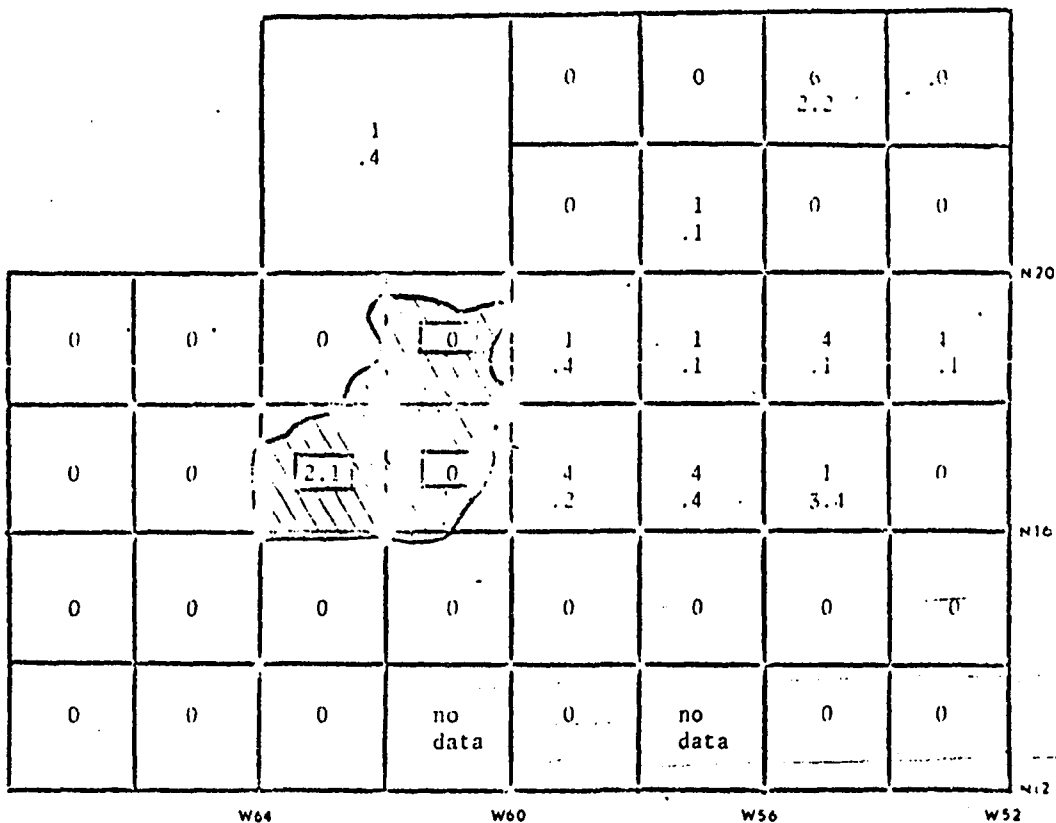 0 0 6 .0
2.2
1
.4
0 1 0 0
.1
N20
0 0 0 0 1 1 4 1
.4 .1 .1 .1
0 0 2.1 0 4 4 1 0
.2 .4 3.4
N16
0 0 0 0 0 0 0 0
0 0 0 no 0 no 0 0
data data
N12
W64 W60 W56 W52